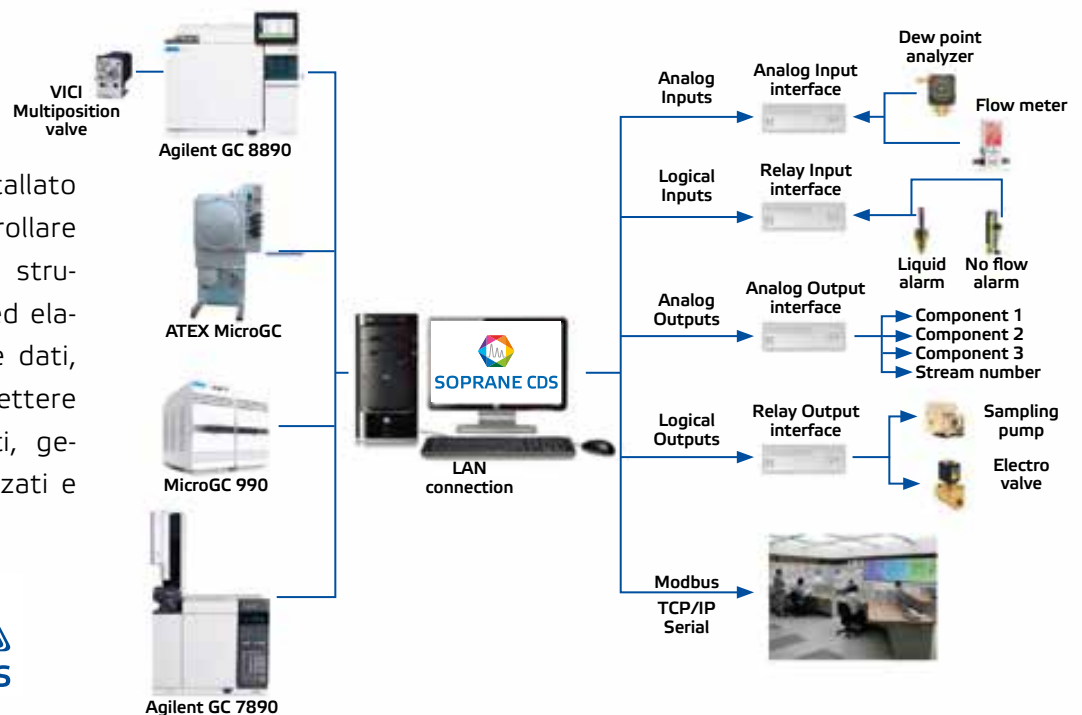 VICI
Multiposition
valve
Agilent GC 8890
ATEX MicroGC
MicroGC 990
Agilent GC 7890
tallato
rollare
stru-
ed ela-
e dati,
ettere
ti, ge-
zati e
S
SOPRANE CDS
LAN
connection
Analog
Inputs
Analog Input
interface
Dew point
analyzer
Flow meter
Logical
Inputs
Relay Input
interface
Liquid
alarm
No flow
alarm
Analog
Outputs
Analog Output
interface
Component 1
Component 2
Component 3
Stream number
Logical
Outputs
Relay Output
interface
Sampling
pump
Electro
valve
Modbus
TCP/IP
Serial